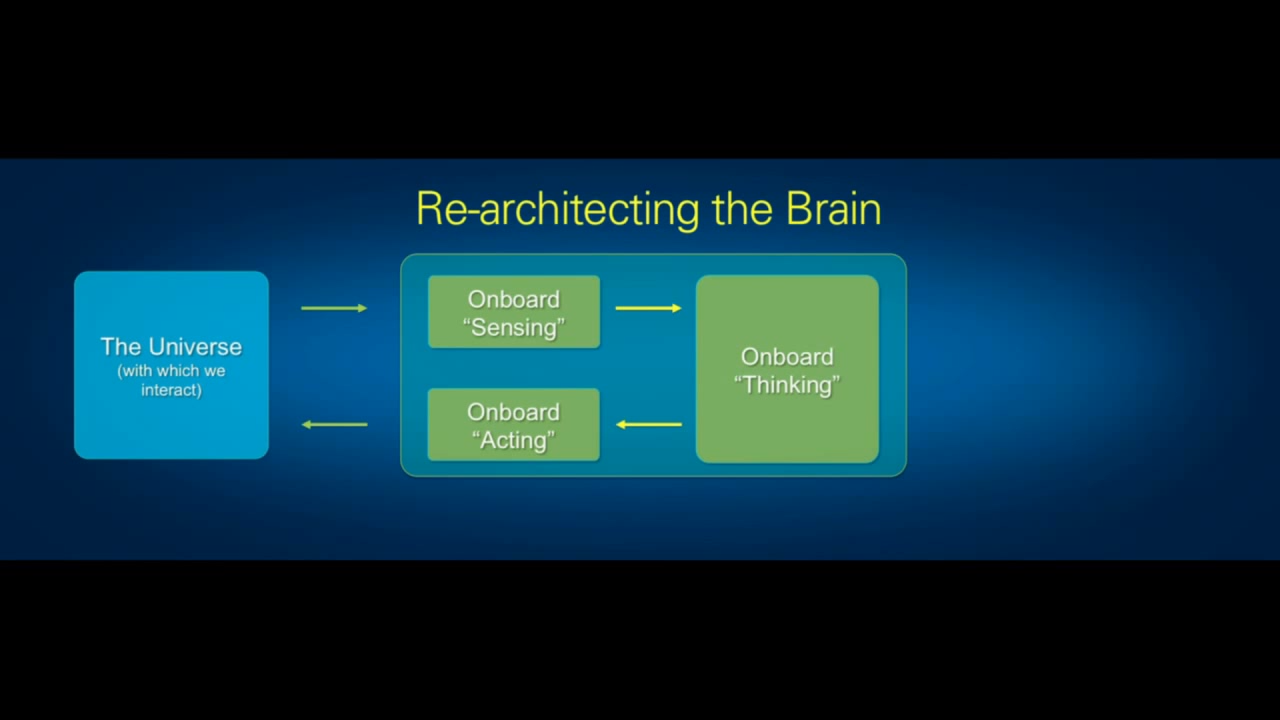 Re-architecting the Brain
The Universe
(with which we
interact)
Onboard
“Sensing”
Onboard
“Acting”
Onboard
“Thinking”